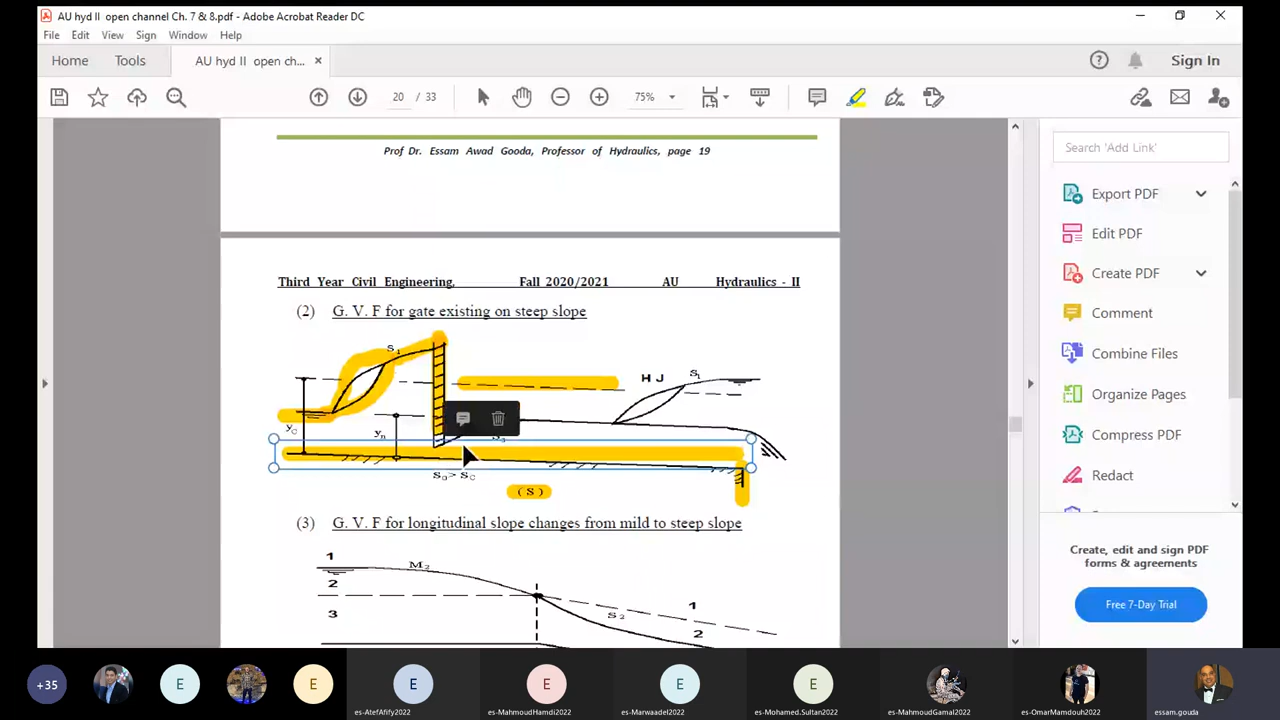 AU hyd II open channel Ch. 7 & 8.pdf - Adobe Acrobat Reader DC
File Edit View Sign Window Help
Home Tools AU hyd II open ch... × Sign In
20 / 33 75%
Prof Dr. Essam Awad Gooda, Professor of Hydraulics, page 19
Third Year Civil Engineering, Fall 2020/2021 AU Hydraulics - II
(2) G. V. F for gate existing on steep slope
S1
H J S1
yc
yn
S3
So > Sc
( S )
(3) G. V. F for longitudinal slope changes from mild to steep slope
1
M2
2
3
1
S2
2
Search 'Add Link'
Export PDF
Edit PDF
Create PDF
Comment
Combine Files
Organize Pages
Compress PDF
Redact
Create, edit and sign PDF
forms & agreements
Free 7-Day Trial
+35 E E E E E E
es-AtefAfify2022 es-MahmoudHamdi2022 es-Marwaadel2022 es-Mohamed.Sultan2022 es-MahmoudGamal2022 es-OmarMamdouh2022 essam.gouda